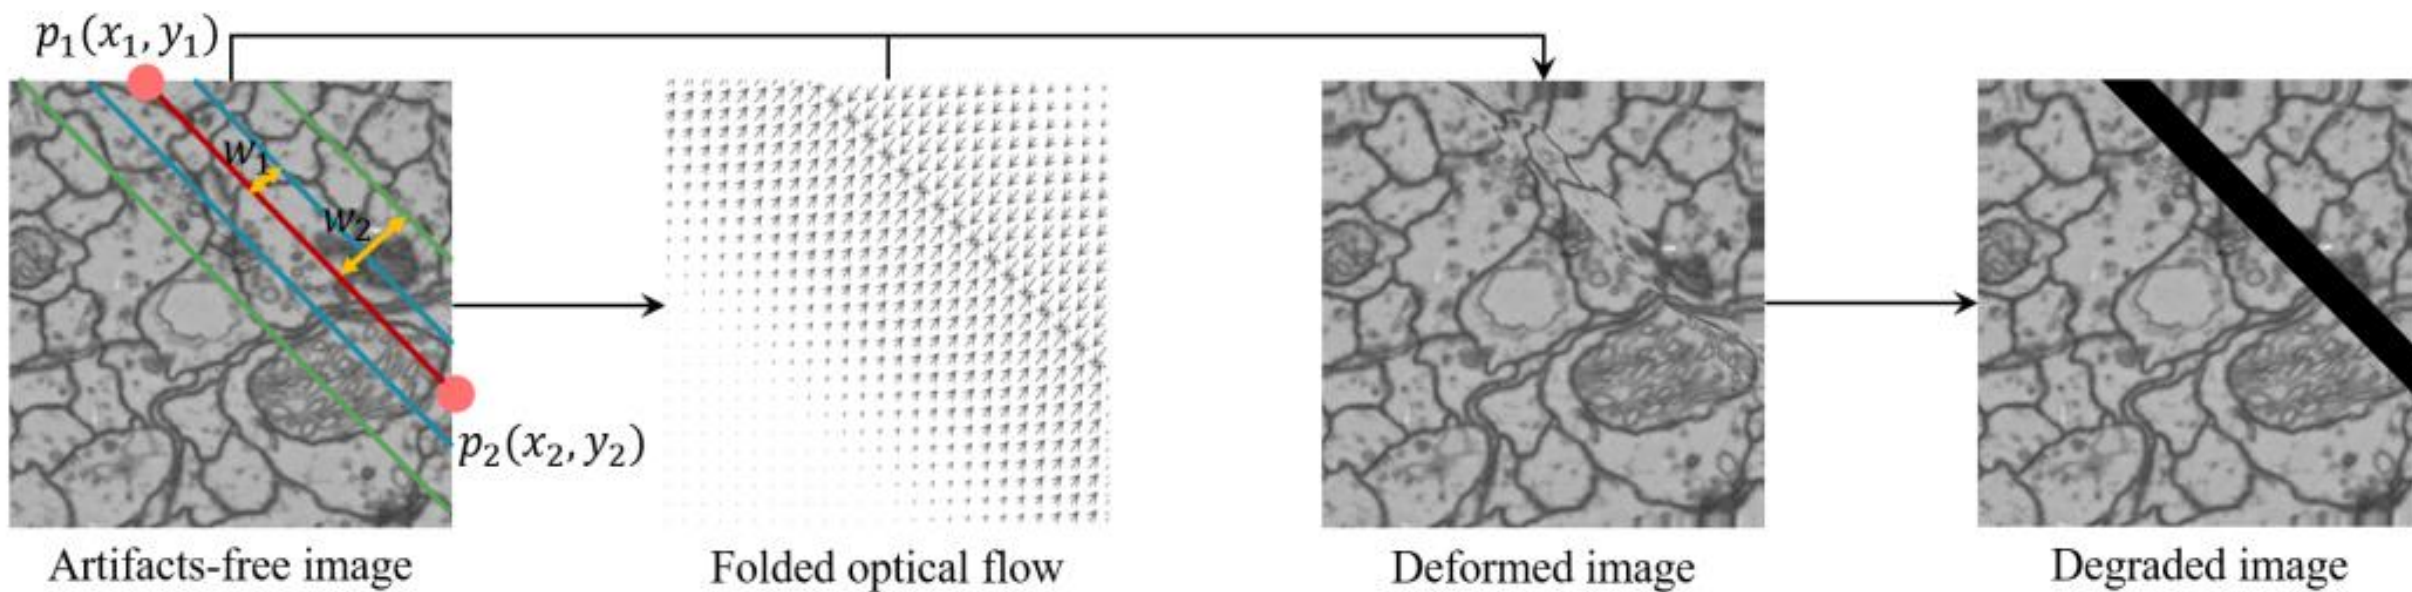 p₁(x₁, y₁)
w₁
w₂
p₂(x₂, y₂)
Artifacts-free image
Folded optical flow
Deformed image
Degraded image